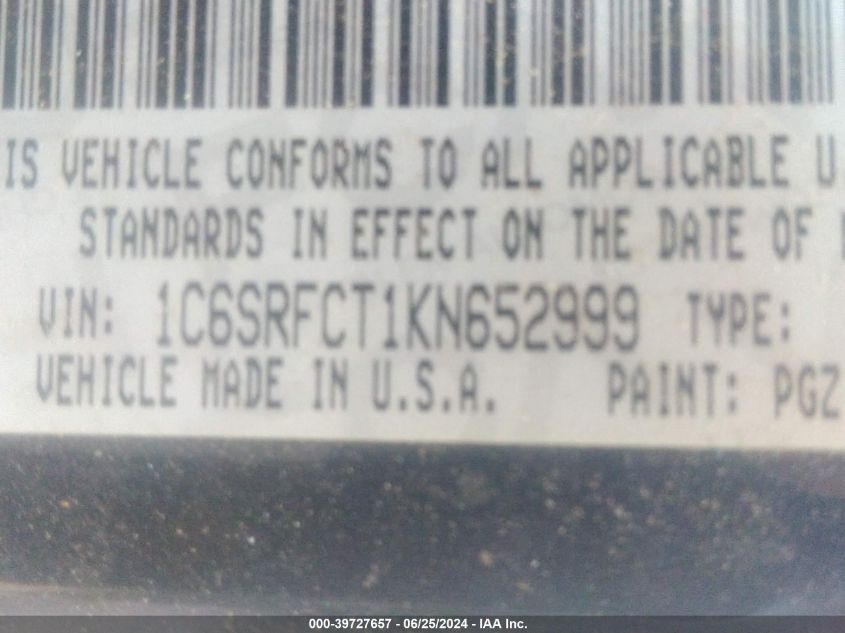 IS VEHICLE CONFORMS TO ALL APPLICABLE U
STANDARDS IN EFFECT ON THE DATE OF
VIN: 1C6SRFCT1KN652999 TYPE:
VEHICLE MADE IN U.S.A. PAINT: PGZ
000-39727657 - 06/25/2024 - IAA Inc.